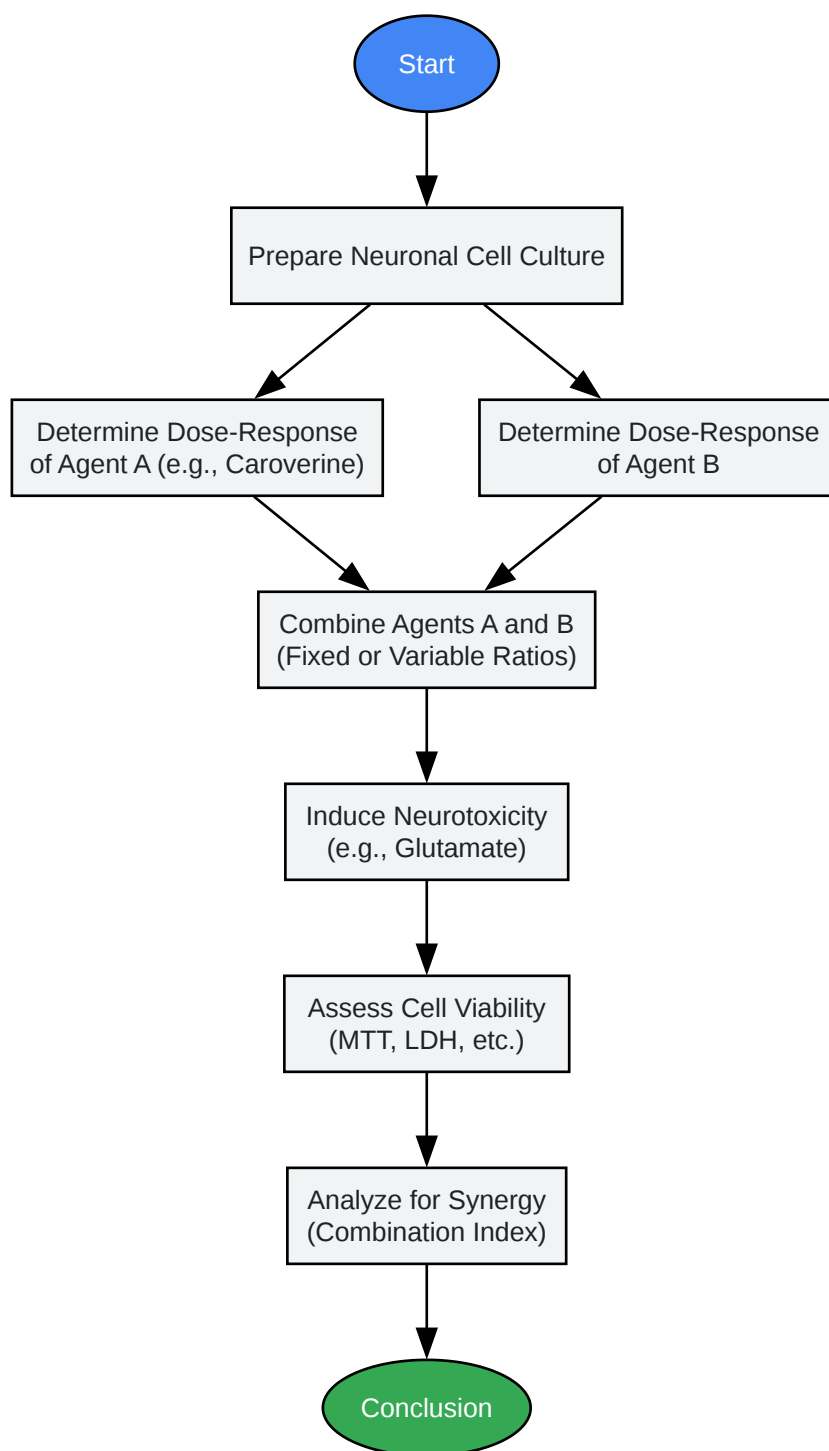 Start
Prepare Neuronal Cell Culture
Determine Dose-Response
of Agent A (e.g., Caroverine)
Determine Dose-Response
of Agent B
Combine Agents A and B
(Fixed or Variable Ratios)
Induce Neurotoxicity
(e.g., Glutamate)
Assess Cell Viability
(MTT, LDH, etc.)
Analyze for Synergy
(Combination Index)
Conclusion